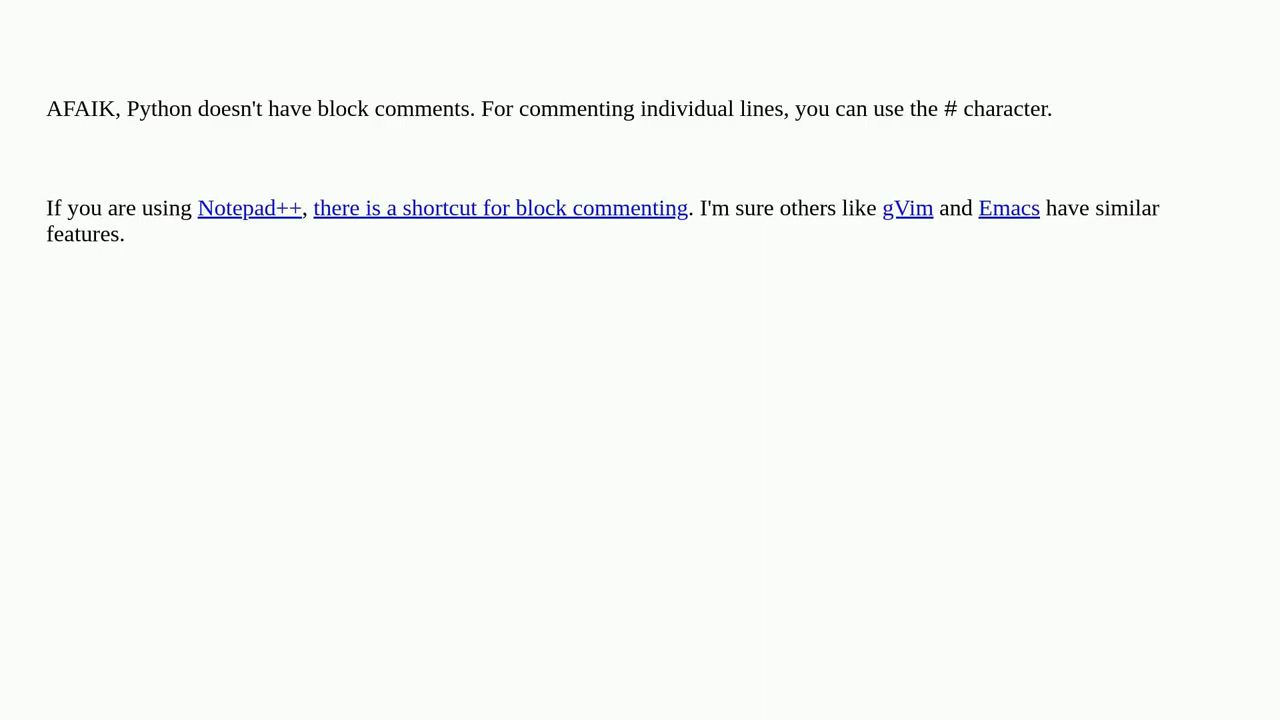 AFAIK, Python doesn't have block comments. For commenting individual lines, you can use the # character.
If you are using Notepad++, there is a shortcut for block commenting. I'm sure others like gVim and Emacs have similar
features.